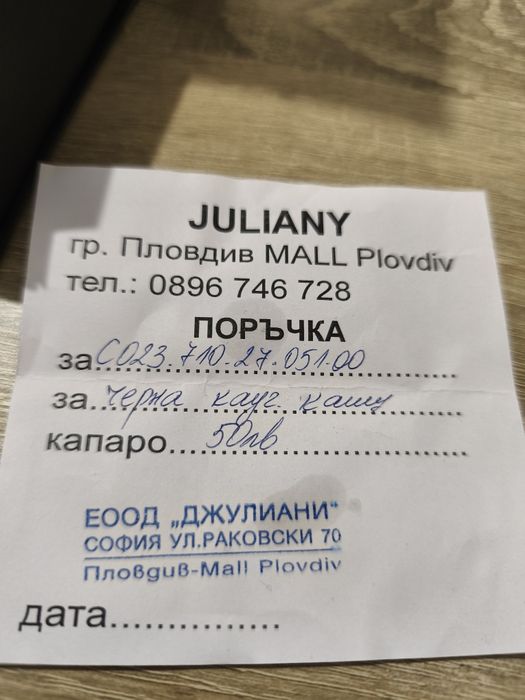 JULIANY
гр. Пловдив MALL Plovdiv
тел.: 0896 746 728
ПОРЪЧКА
за C023.710.27.051.00
за черна кауч. каиш
капаро 50лв
ЕООД „ДЖУЛИАНИ“
СОФИЯ УЛ.РАКОВСКИ 70
Пловдив-Mall Plovdiv
дата